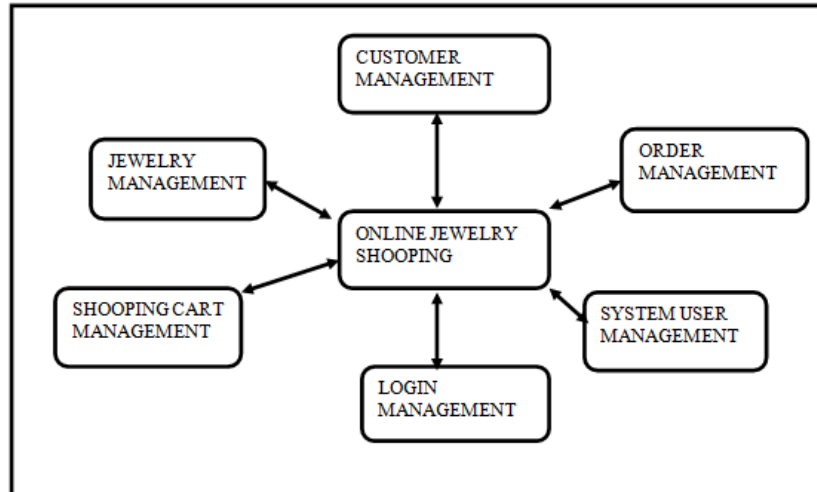 CUSTOMER
MANAGEMENT
JEWELRY
MANAGEMENT
ORDER
MANAGEMENT
ONLINE JEWELRY
SHOOPING
SHOOPING CART
MANAGEMENT
SYSTEM USER
MANAGEMENT
LOGIN
MANAGEMENT